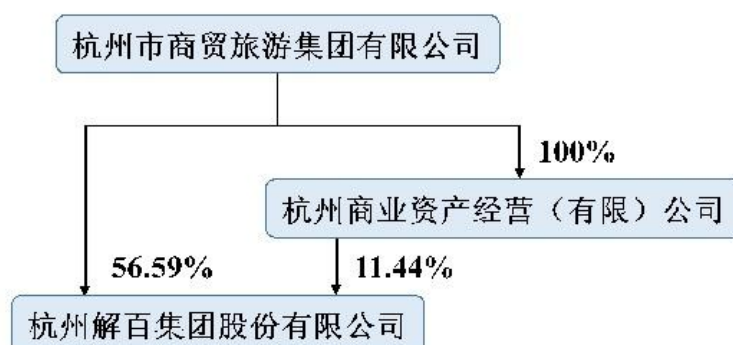 杭州市商贸旅游集团有限公司
100%
杭州商业资产经营（有限）公司
56.59%
11.44%
杭州解百集团股份有限公司